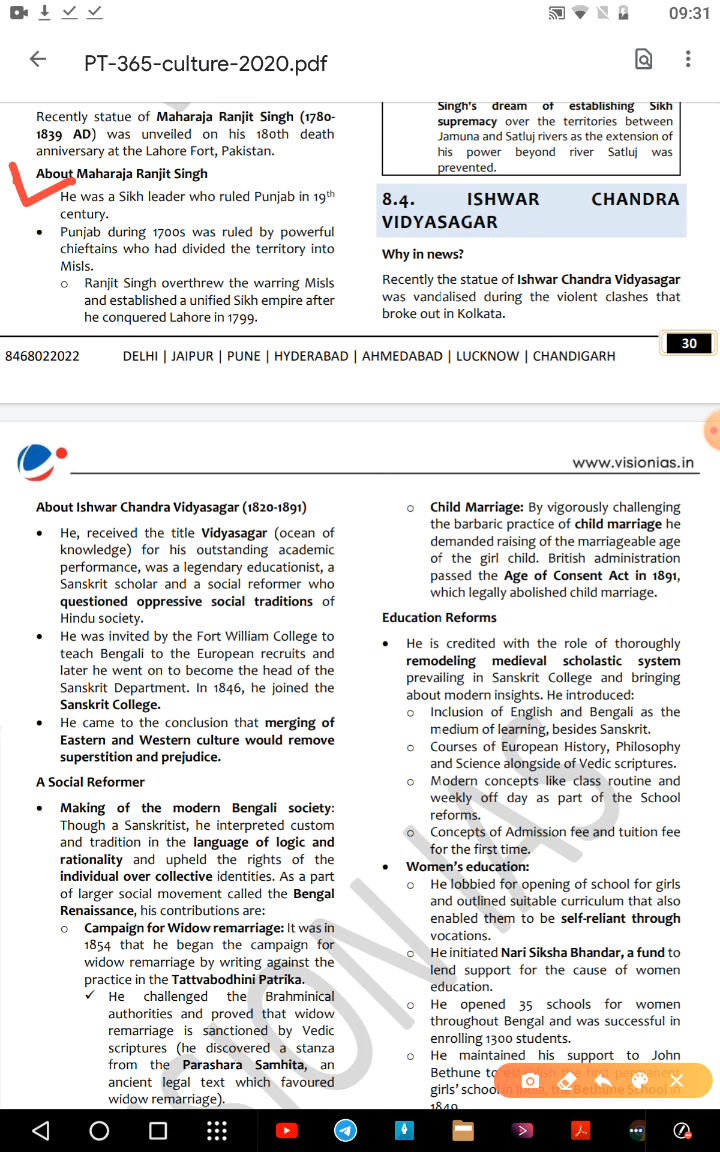 09:31
PT-365-culture-2020.pdf
Recently statue of Maharaja Ranjit Singh (1780-
1839 AD) was unveiled on his 180th death
anniversary at the Lahore Fort, Pakistan.
About Maharaja Ranjit Singh
He was a Sikh leader who ruled Punjab in 19th
century.
• Punjab during 1700s was ruled by powerful
chieftains who had divided the territory into
Misls.
o Ranjit Singh overthrew the warring Misls
and established a unified Sikh empire after
he conquered Lahore in 1799.
Singh's dream of establishing Sikh
supremacy over the territories between
Jamuna and Satluj rivers as the extension of
his power beyond river Satluj was
prevented.
8.4. ISHWAR CHANDRA
VIDYASAGAR
Why in news?
Recently the statue of Ishwar Chandra Vidyasagar
was vandalised during the violent clashes that
broke out in Kolkata.
8468022022 DELHI | JAIPUR | PUNE | HYDERABAD | AHMEDABAD | LUCKNOW | CHANDIGARH
30
www.visionias.in
About Ishwar Chandra Vidyasagar (1820-1891)
• He, received the title Vidyasagar (ocean of
knowledge) for his outstanding academic
performance, was a legendary educationist, a
Sanskrit scholar and a social reformer who
questioned oppressive social traditions of
Hindu society.
• He was invited by the Fort William College to
teach Bengali to the European recruits and
later he went on to become the head of the
Sanskrit Department. In 1846, he joined the
Sanskrit College.
• He came to the conclusion that merging of
Eastern and Western culture would remove
superstition and prejudice.
A Social Reformer
• Making of the modern Bengali society:
Though a Sanskritist, he interpreted custom
and tradition in the language of logic and
rationality and upheld the rights of the
individual over collective identities. As a part
of larger social movement called the Bengal
Renaissance, his contributions are:
o Campaign for Widow remarriage: It was in
1854 that he began the campaign for
widow remarriage by writing against the
practice in the Tattvabodhini Patrika.
✓ He challenged the Brahminical
authorities and proved that widow
remarriage is sanctioned by Vedic
scriptures (he discovered a stanza
from the Parashara Samhita, an
ancient legal text which favoured
widow remarriage).
o Child Marriage: By vigorously challenging
the barbaric practice of child marriage he
demanded raising of the marriageable age
of the girl child. British administration
passed the Age of Consent Act in 1891,
which legally abolished child marriage.
Education Reforms
• He is credited with the role of thoroughly
remodeling medieval scholastic system
prevailing in Sanskrit College and bringing
about modern insights. He introduced:
o Inclusion of English and Bengali as the
medium of learning, besides Sanskrit.
o Courses of European History, Philosophy
and Science alongside of Vedic scriptures.
o Modern concepts like class routine and
weekly off day as part of the School
reforms.
o Concepts of Admission fee and tuition fee
for the first time.
• Women's education:
o He lobbied for opening of school for girls
and outlined suitable curriculum that also
enabled them to be self-reliant through
vocations.
o He initiated Nari Siksha Bhandar, a fund to
lend support for the cause of women
education.
o He opened 35 schools for women
throughout Bengal and was successful in
enrolling 1300 students.
o He maintained his support to John
Bethune to establish the first permanent
girls' school in India, the Bethune School in
1849
VISION IAS